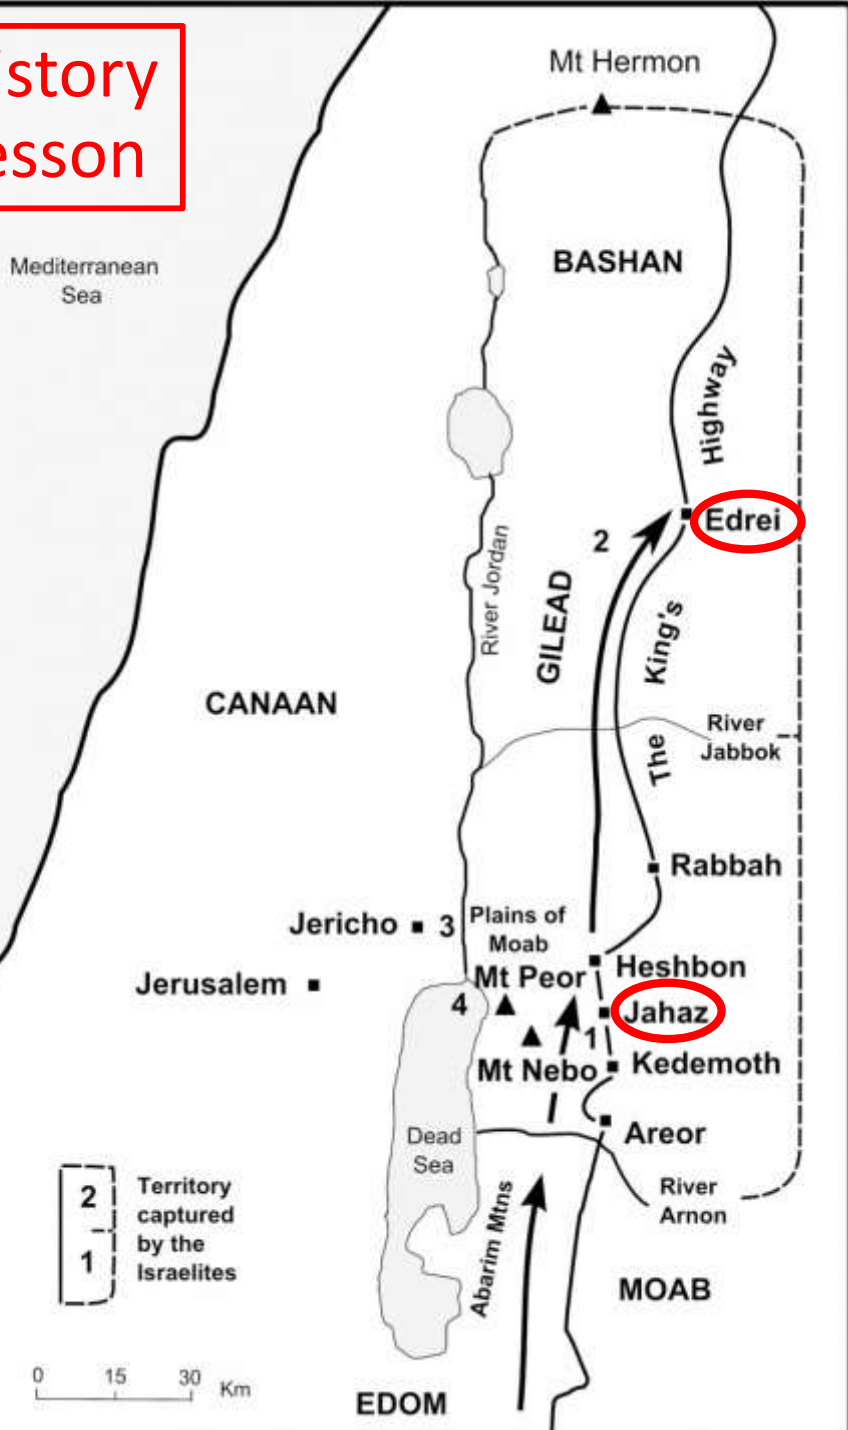 istory
esson
Mt Hermon
Mediterranean
Sea
BASHAN
Highway
Edrei
2
River Jordan
GILEAD
King's
CANAAN
The
River
Jabbok
Rabbah
Jericho
3
Plains of
Moab
Heshbon
Mt Peor
Jerusalem
4
Jahaz
1
Mt Nebo
Kedemoth
Areor
Dead
Sea
River
Arnon
Abarim Mtns
2
1
Territory
captured
by the
Israelites
MOAB
0 15 30 Km
EDOM